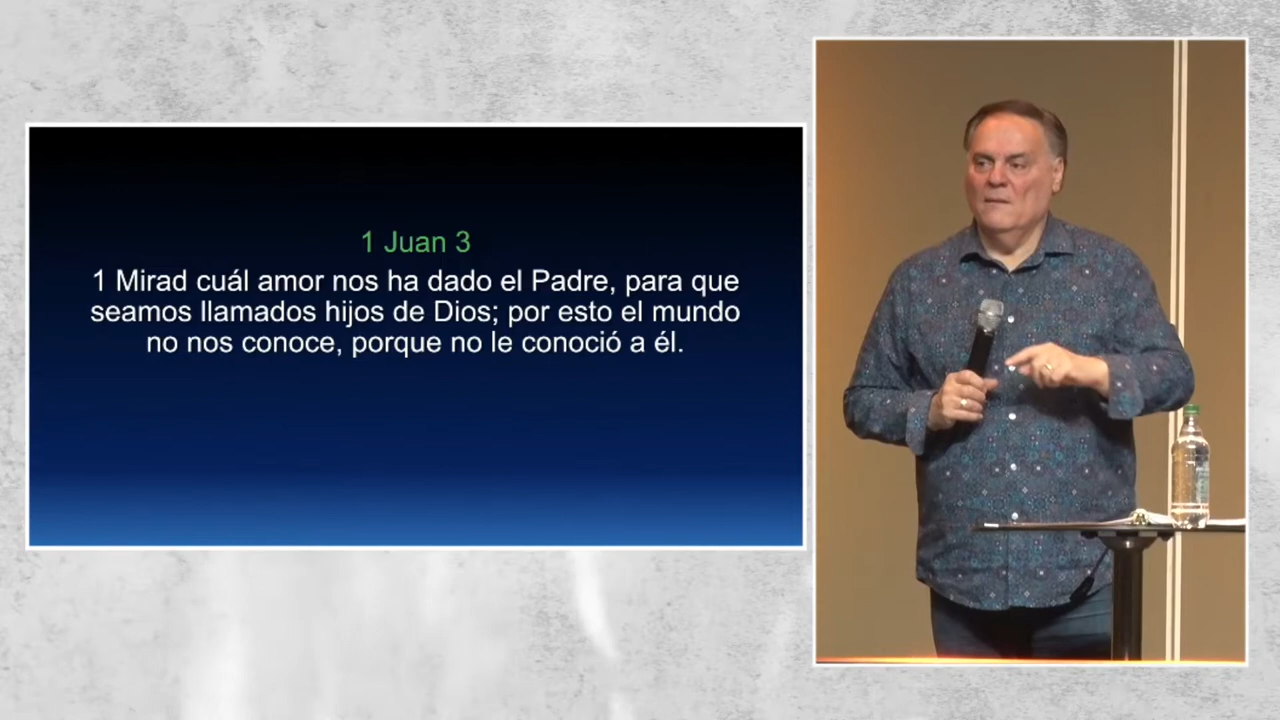 1 Juan 3
1 Mirad cuál amor nos ha dado el Padre, para que
seamos llamados hijos de Dios; por esto el mundo
no nos conoce, porque no le conoció a él.